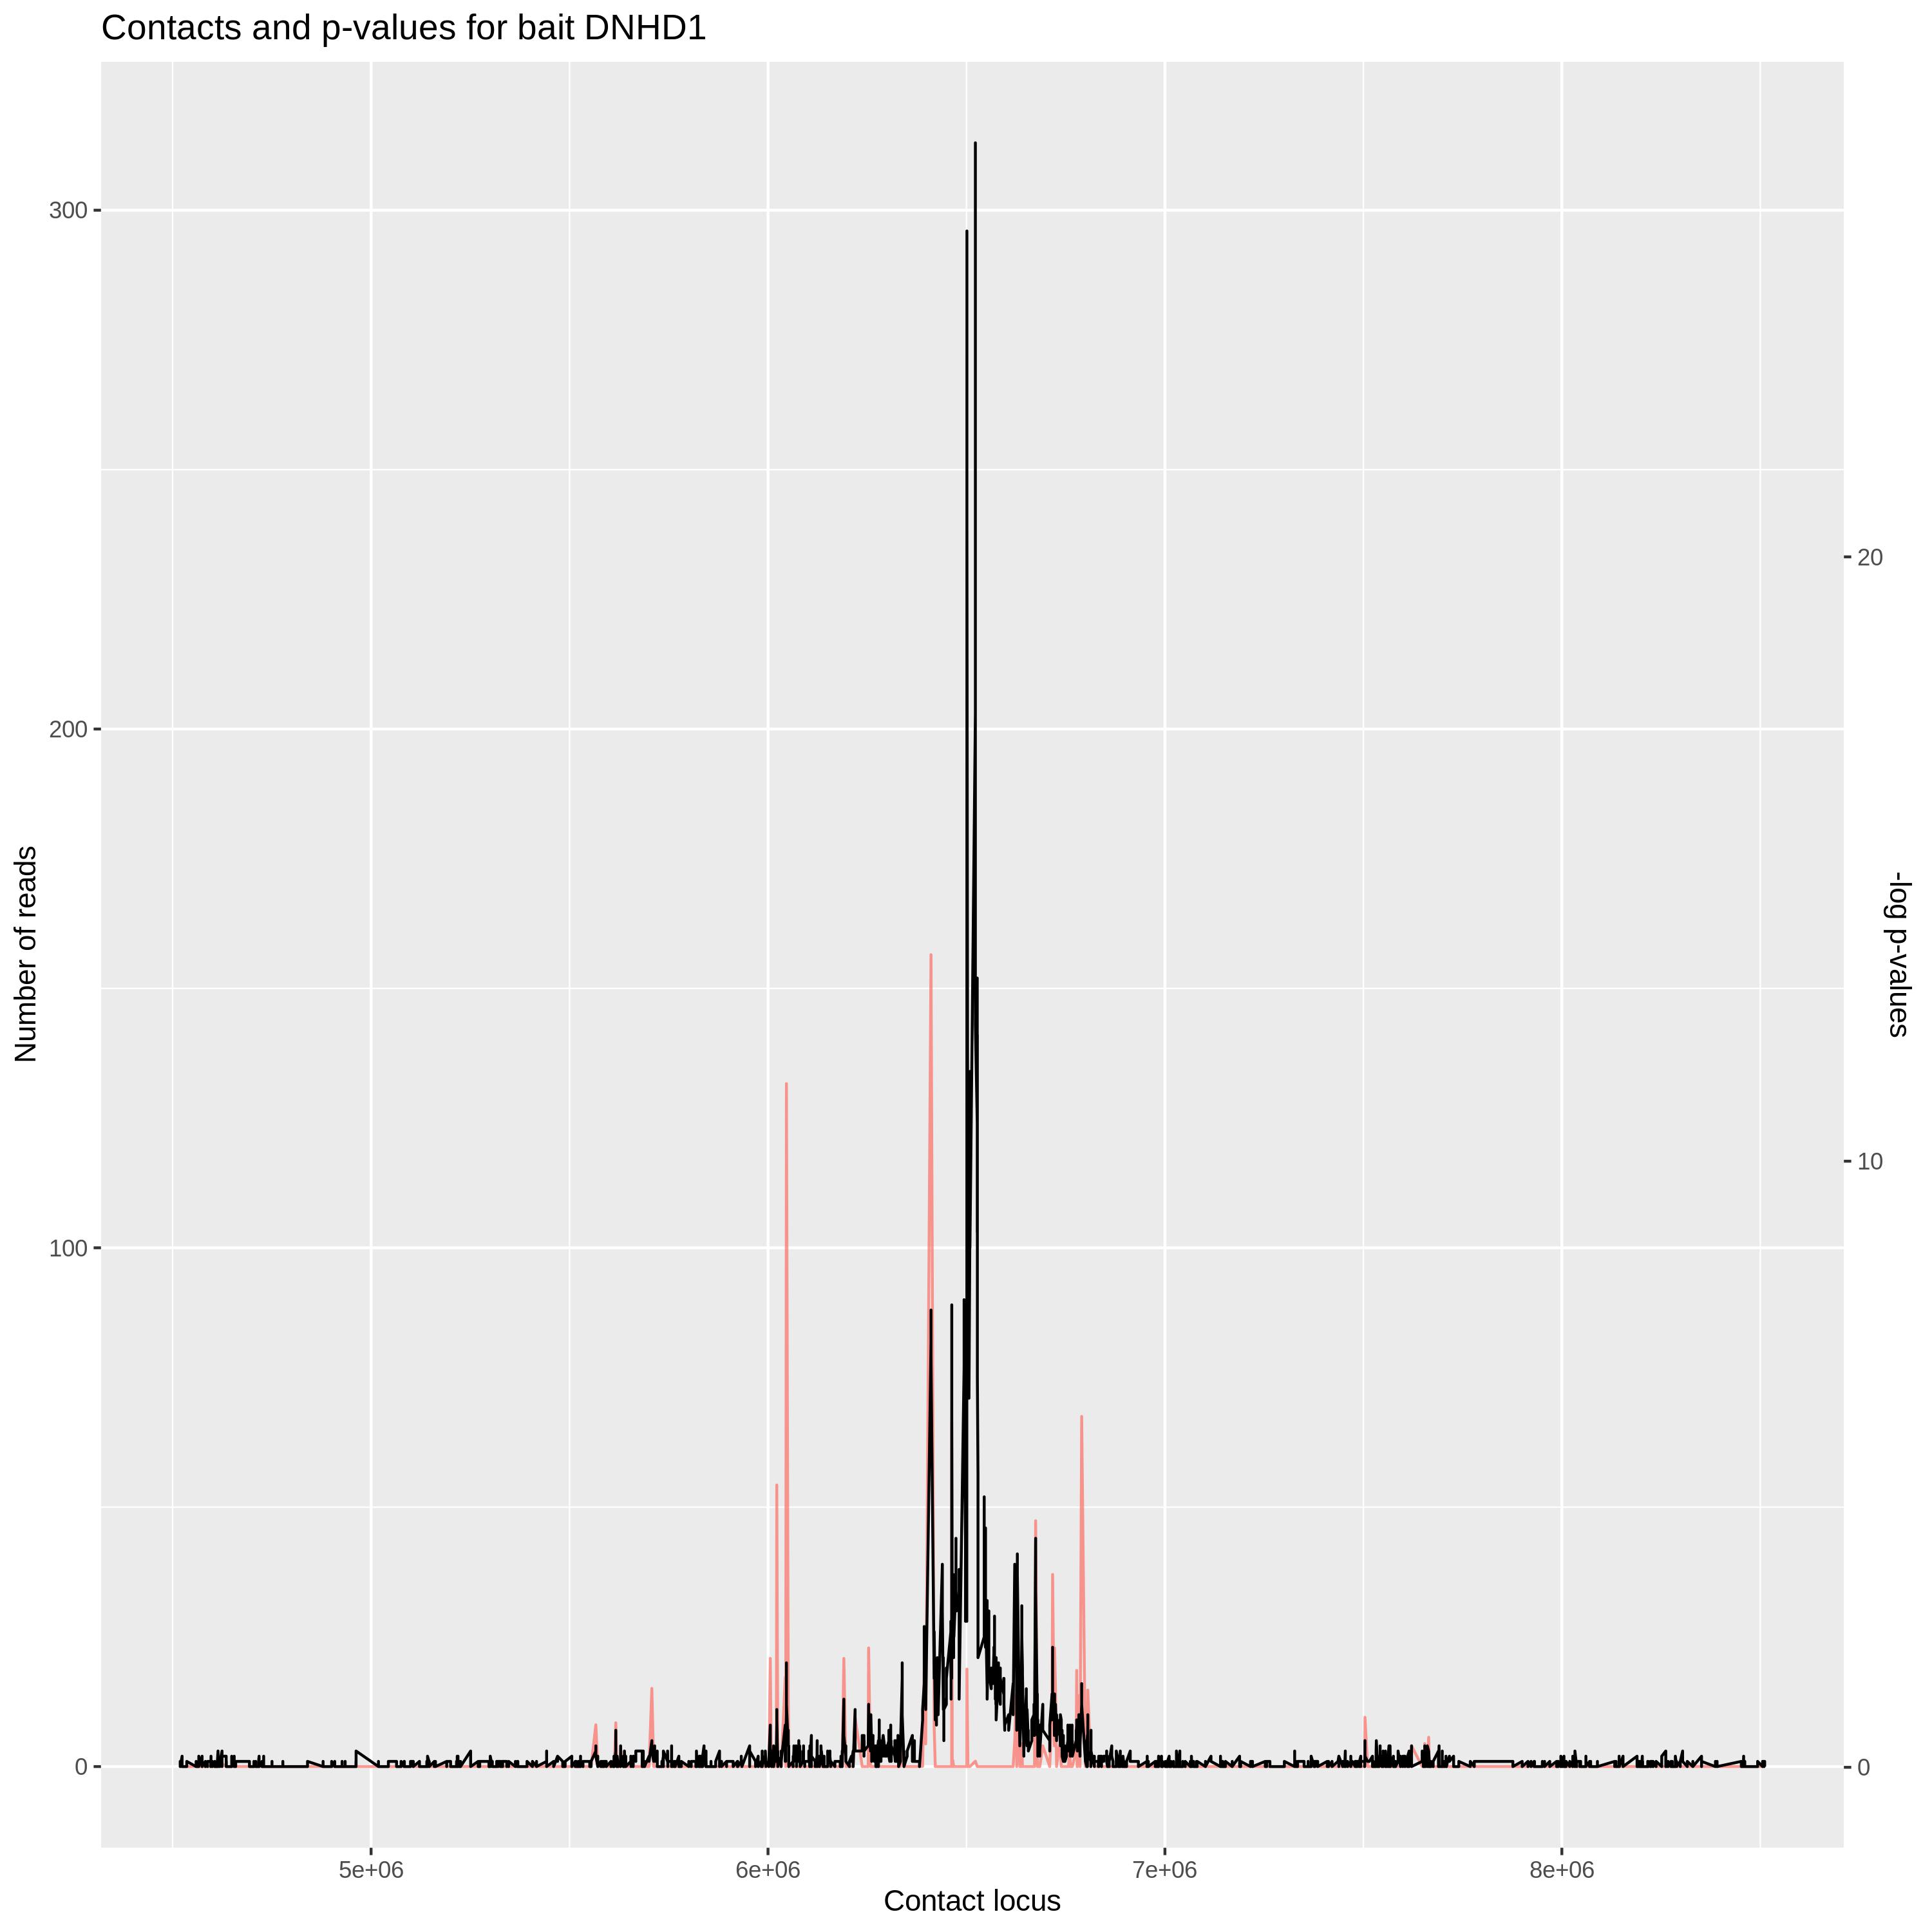 Contacts and p-values for bait DNHD1
300
200
100
0
Number of reads
20
10
0
-log p-values
5e+06
6e+06
7e+06
8e+06
Contact locus